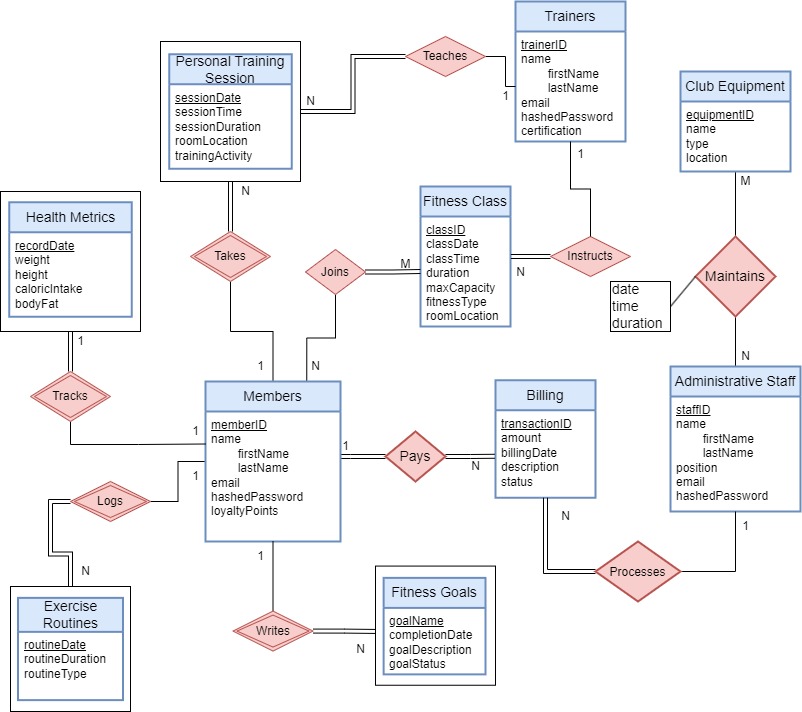 Trainers
trainerID
name
firstName
lastName
email
hashedPassword
certification
1
1
Teaches
N
Personal Training
Session
sessionDate
sessionTime
sessionDuration
roomLocation
trainingActivity
N
Club Equipment
equipmentID
name
type
location
M
Health Metrics
recordDate
weight
height
caloricIntake
bodyFat
1
Takes
1
Joins
M
N
Fitness Class
classID
classDate
classTime
duration
maxCapacity
fitnessType
roomLocation
N
Instructs
Maintains
date
time
duration
N
Tracks
1
Members
memberID
name
firstName
lastName
email
hashedPassword
loyaltyPoints
1
Pays
N
Billing
transactionID
amount
billingDate
description
status
N
Administrative Staff
staffID
name
firstName
lastName
position
email
hashedPassword
1
Processes
1
Logs
N
Exercise
Routines
routineDate
routineDuration
routineType
1
Writes
N
Fitness Goals
goalName
completionDate
goalDescription
goalStatus